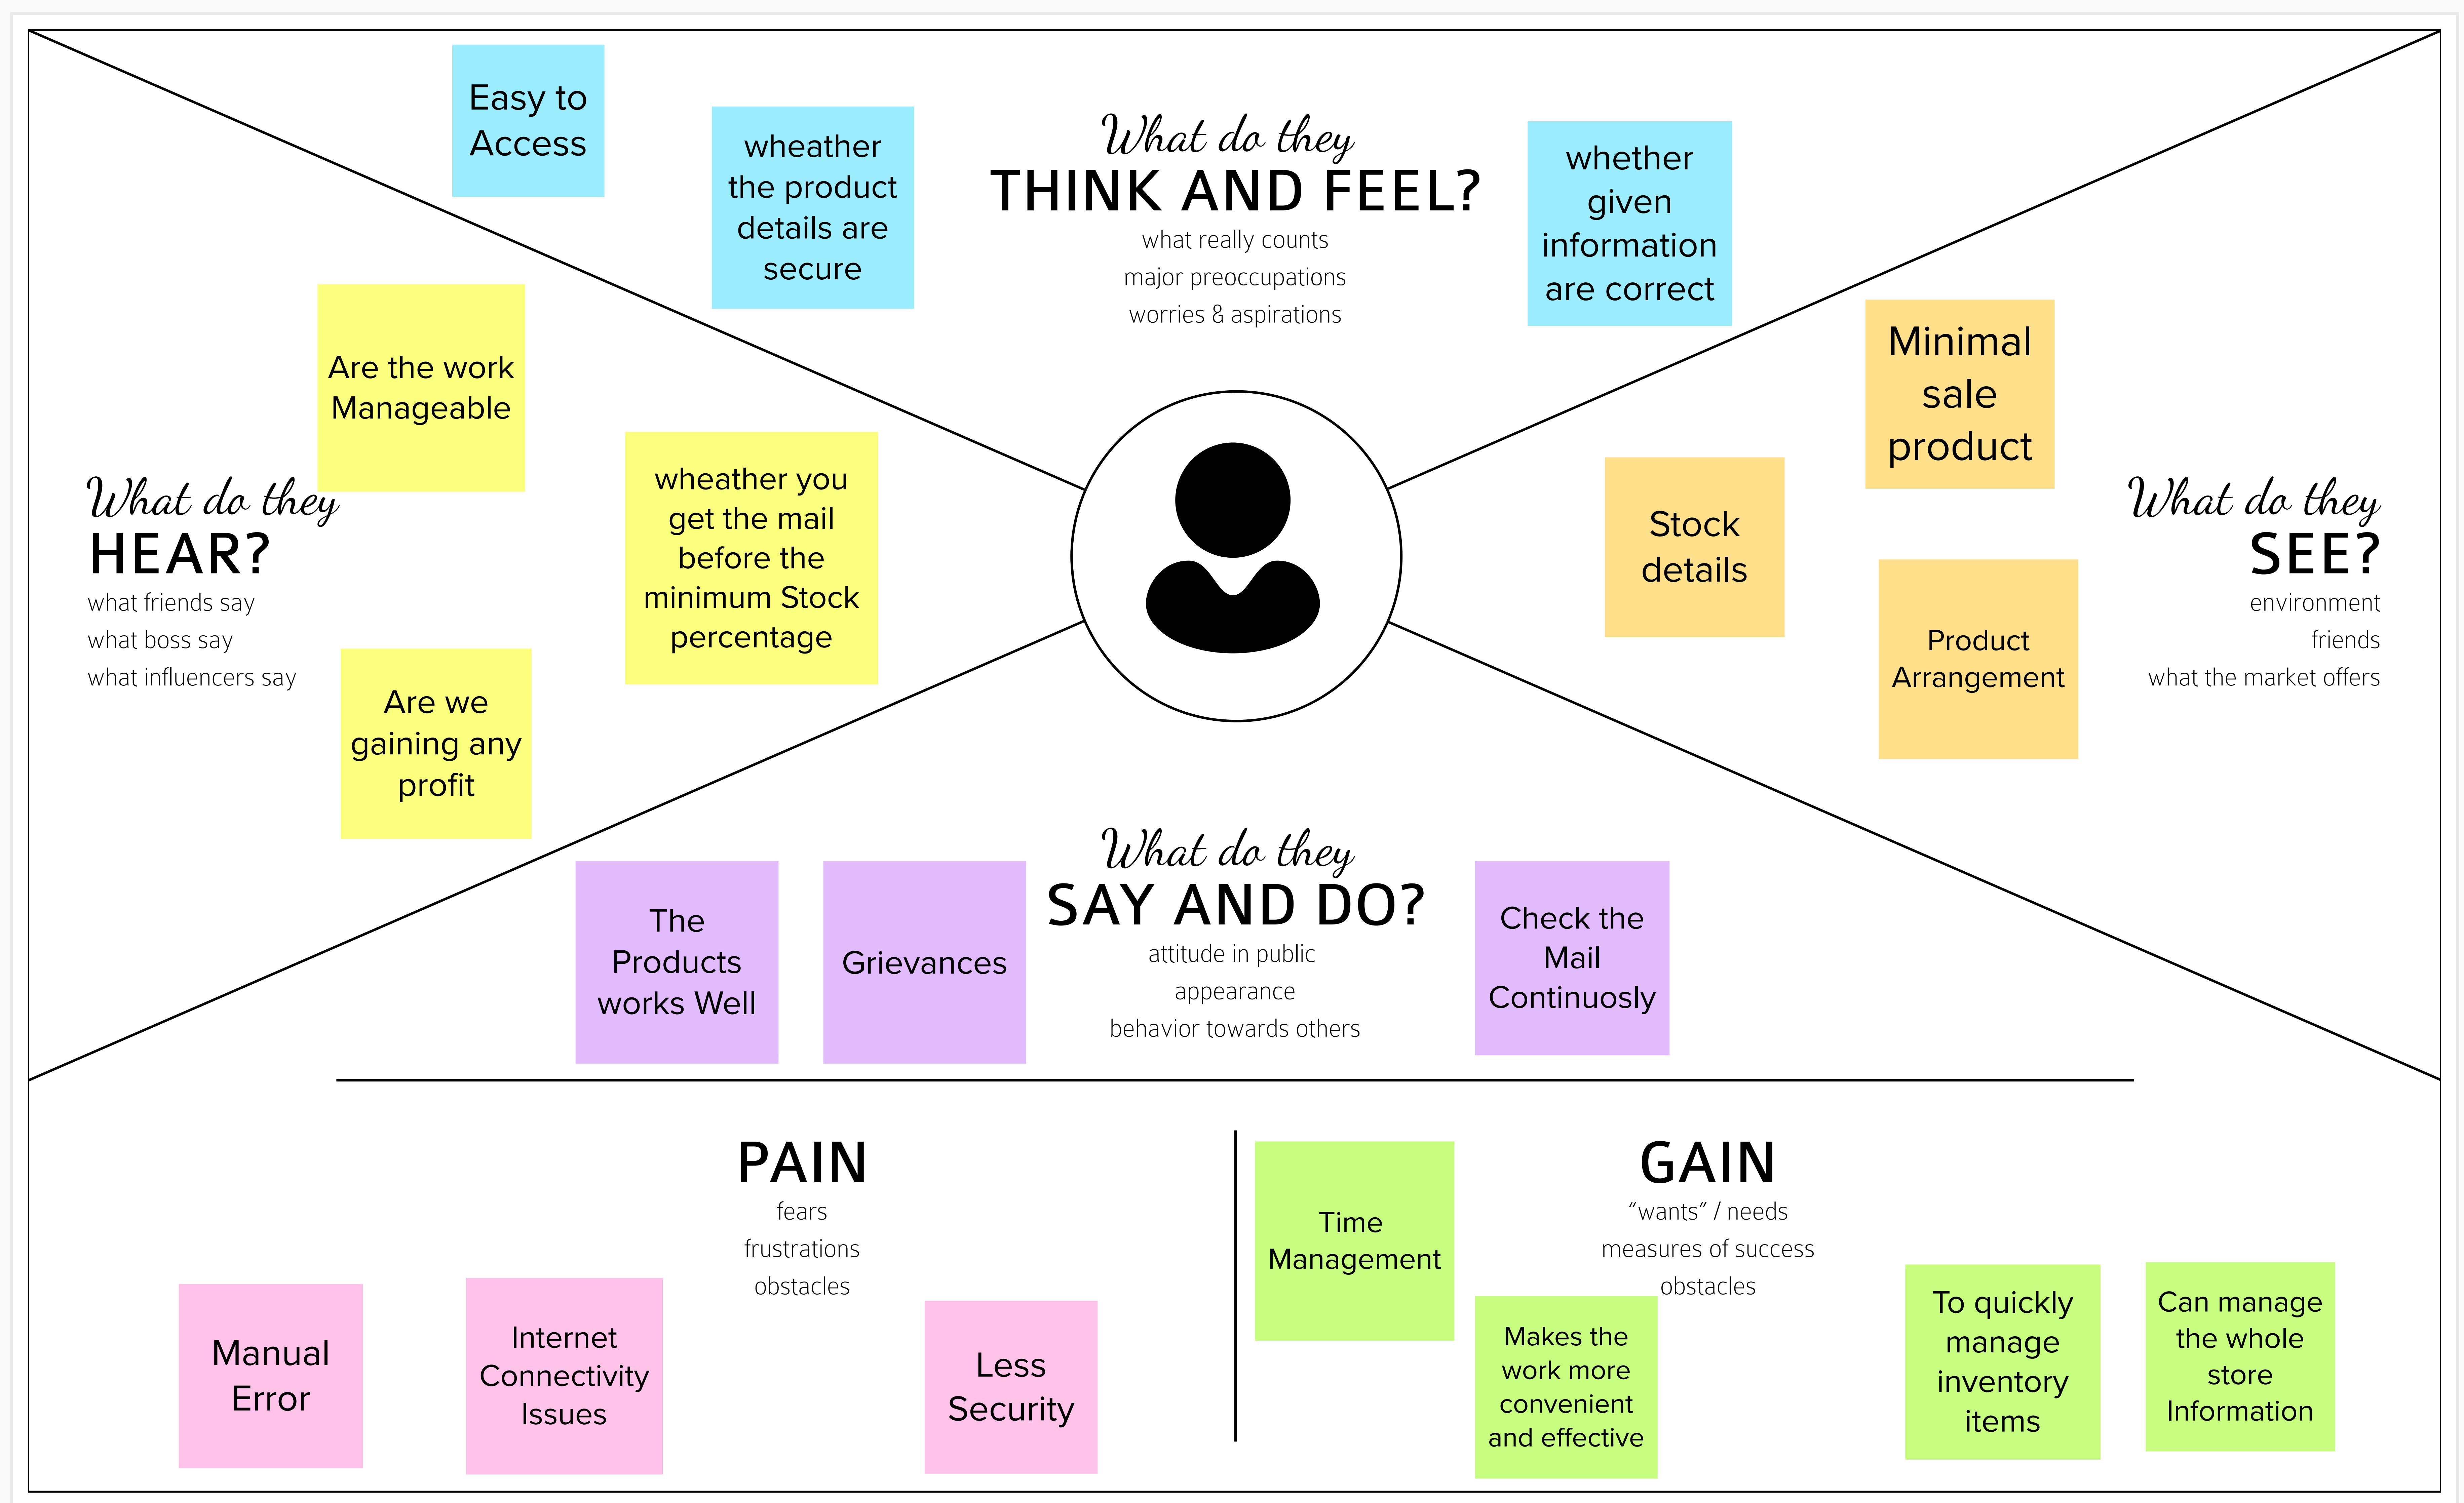 Easy to
Access
wheather
the product
details are
secure
What do they
THINK AND FEEL?
what really counts
major preoccupations
worries & aspirations
whether
given
information
are correct
Are the work
Manageable
What do they
HEAR?
what friends say
what boss say
what influencers say
wheather you
get the mail
before the
minimum Stock
percentage
Are we
gaining any
profit
Minimal
sale
product
Stock
details
Product
Arrangement
What do they
SEE?
environment
friends
what the market offers
The
Products
works Well
Grievances
What do they
SAY AND DO?
attitude in public
appearance
behavior towards others
Check the
Mail
Continuosly
PAIN
fears
frustrations
obstacles
Manual
Error
Internet
Connectivity
Issues
Less
Security
Time
Management
GAIN
“wants” / needs
measures of success
obstacles
Makes the
work more
convenient
and effective
To quickly
manage
inventory
items
Can manage
the whole
store
Information